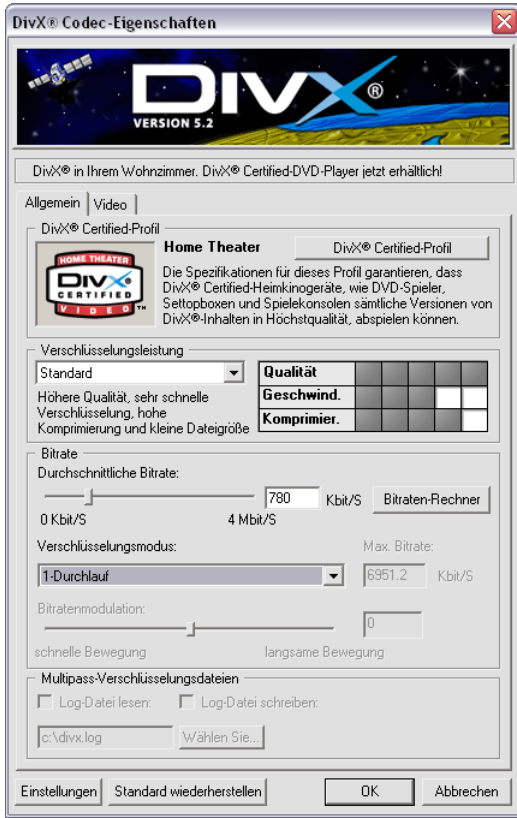 DivX® Codec-Eigenschaften
DIVX®
VERSION 5.2
DivX® in Ihrem Wohnzimmer. DivX® Certified-DVD-Player jetzt erhältlich!
Allgemein Video
DivX® Certified-Profil
HOME THEATER
DIVX
CERTIFIED
VIDEO™
Home Theater
DivX® Certified-Profil
Die Spezifikationen für dieses Profil garantieren, dass
DivX® Certified-Heimkinogeräte, wie DVD-Spieler,
Settopboxen und Spielekonsolen sämtliche Versionen von
DivX®-Inhalten in Höchstqualität, abspielen können.
Verschlüsselungsleistung
Standard
Höhere Qualität, sehr schnelle
Verschlüsselung, hohe
Komprimierung und kleine Dateigröße
Qualität
Geschwind.
Komprimier.
Bitrate
Durchschnittliche Bitrate:
780 Kbit/S Bitraten-Rechner
0 Kbit/S 4 Mbit/S
Verschlüsselungsmodus: Max. Bitrate:
1-Durchlauf 6951.2 Kbit/S
Bitratenmodulation:
0
schnelle Bewegung langsame Bewegung
Multipass-Verschlüsselungsdateien
Log-Datei lesen: Log-Datei schreiben:
c:\divx.log Wählen Sie...
Einstellungen Standard wiederherstellen OK Abbrechen